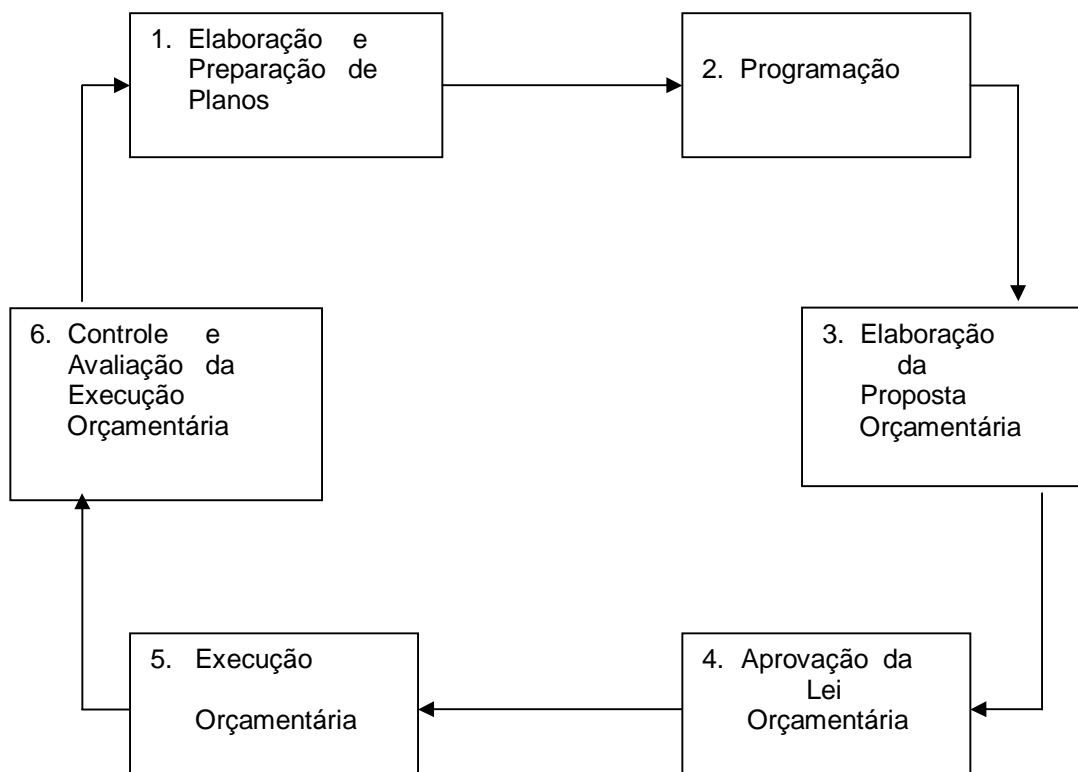 1. Elaboração e
Preparação de
Planos
2. Programação
3. Elaboração
da
Proposta
Orçamentária
4. Aprovação da
Lei
Orçamentária
5. Execução
Orçamentária
6. Controle e
Avaliação da
Execução
Orçamentária